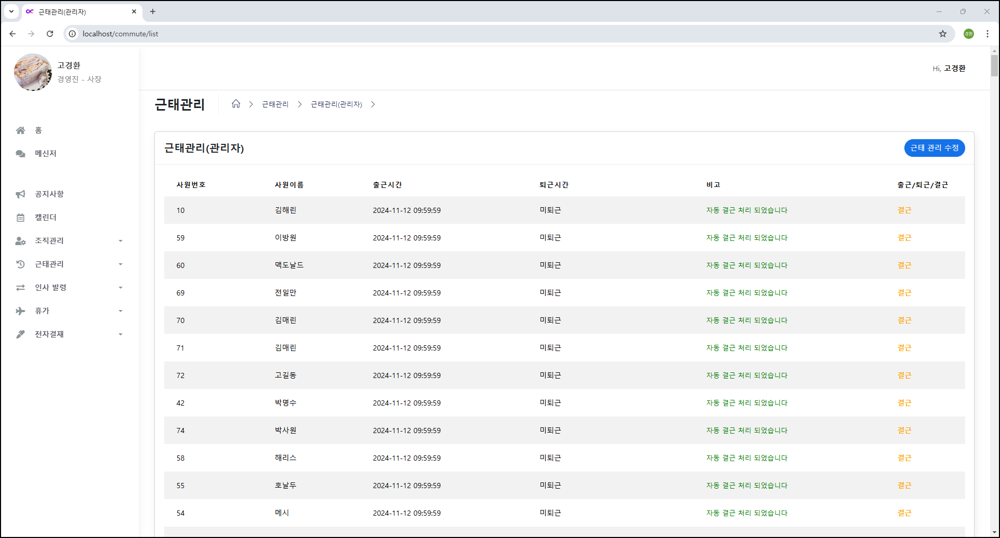 근태관리(관리자)
localhost/commute/list
경환
고경환
경영진 - 사장
Hi, 고경환
근태관리 근태관리 근태관리(관리자)
홈
메신저
공지사항
캘린더
조직관리
근태관리
인사 발령
휴가
전자결재
근태관리(관리자) 근태 관리 수정
사원번호 사원이름 출근시간 퇴근시간 비고 출근/퇴근/결근
10 김해린 2024-11-12 09:59:59 미퇴근 자동 결근 처리 되었습니다 결근
59 이방원 2024-11-12 09:59:59 미퇴근 자동 결근 처리 되었습니다 결근
60 맥도날드 2024-11-12 09:59:59 미퇴근 자동 결근 처리 되었습니다 결근
69 전일만 2024-11-12 09:59:59 미퇴근 자동 결근 처리 되었습니다 결근
70 김매린 2024-11-12 09:59:59 미퇴근 자동 결근 처리 되었습니다 결근
71 김매린 2024-11-12 09:59:59 미퇴근 자동 결근 처리 되었습니다 결근
72 고길동 2024-11-12 09:59:59 미퇴근 자동 결근 처리 되었습니다 결근
42 박명수 2024-11-12 09:59:59 미퇴근 자동 결근 처리 되었습니다 결근
74 박사원 2024-11-12 09:59:59 미퇴근 자동 결근 처리 되었습니다 결근
58 해리스 2024-11-12 09:59:59 미퇴근 자동 결근 처리 되었습니다 결근
55 호날두 2024-11-12 09:59:59 미퇴근 자동 결근 처리 되었습니다 결근
54 메시 2024-11-12 09:59:59 미퇴근 자동 결근 처리 되었습니다 결근